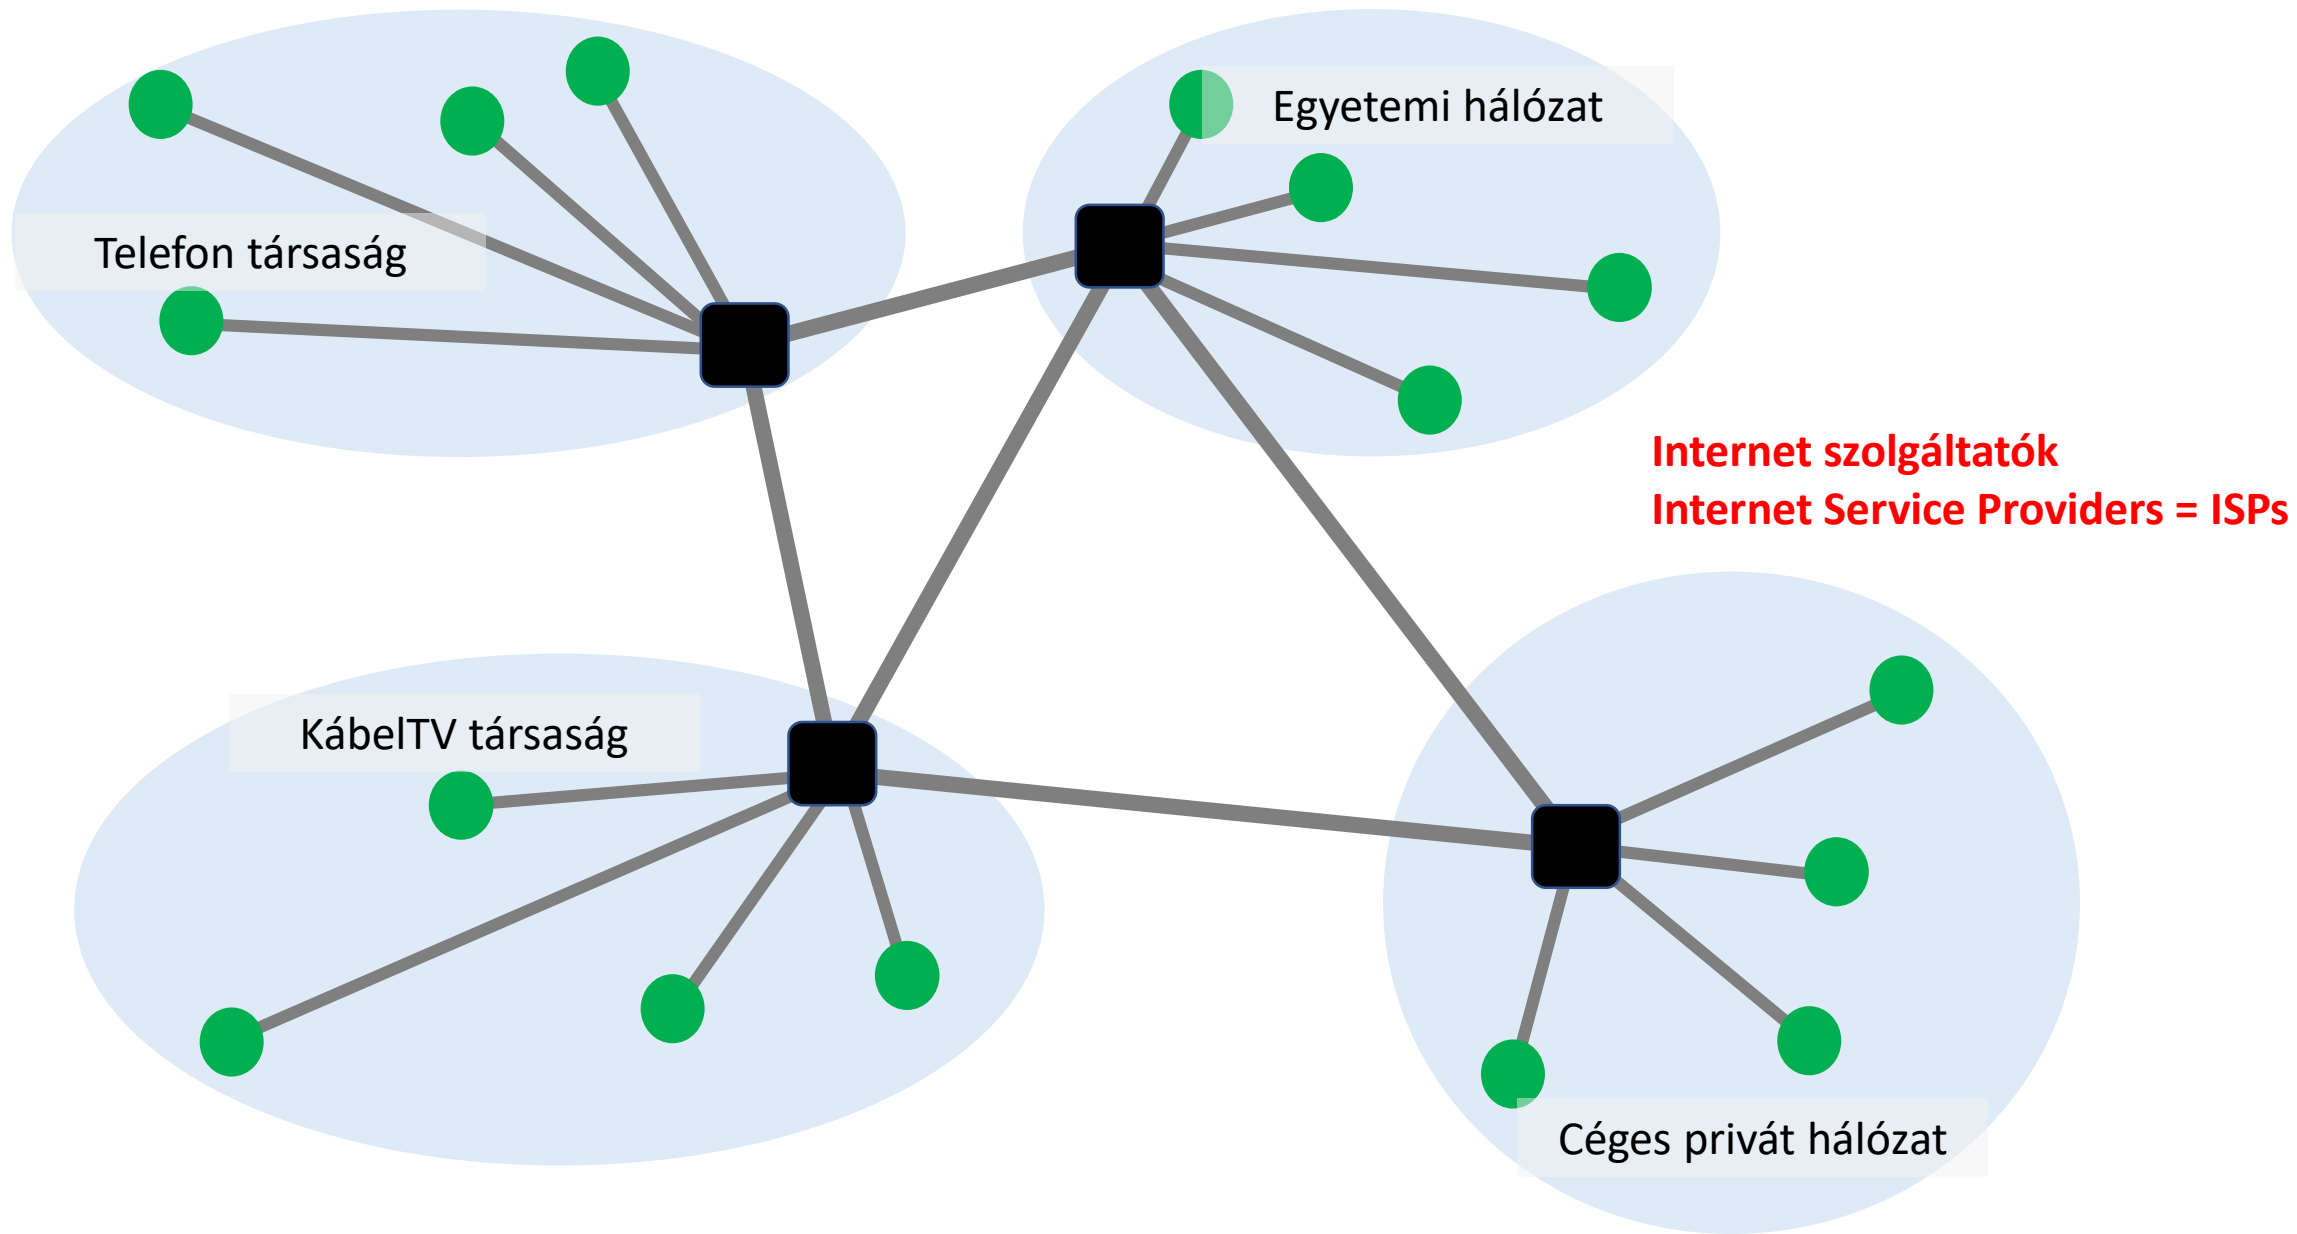 Egyetemi hálózat
Telefon társaság
Internet szolgáltatók
Internet Service Providers = ISPs
KábelTV társaság
Céges privát hálózat